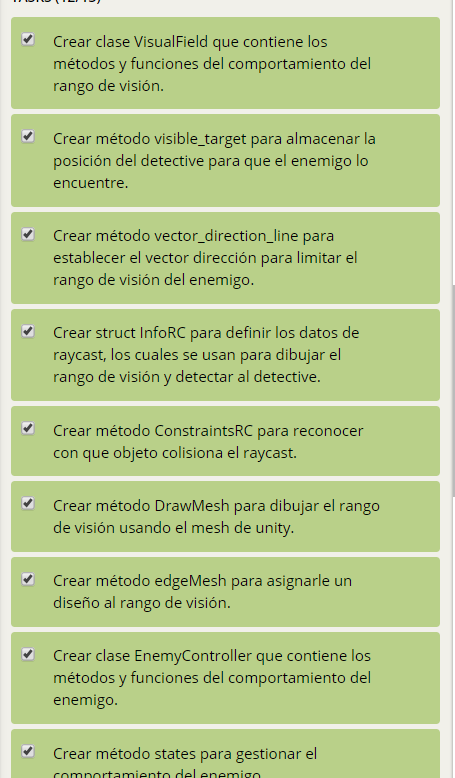 TASKS (12/13)
Crear clase VisualField que contiene los
métodos y funciones del comportamiento del
rango de visión.
Crear método visible_target para almacenar la
posición del detective para que el enemigo lo
encuentre.
Crear método vector_direction_line para
establecer el vector dirección para limitar el
rango de visión del enemigo.
Crear struct InfoRC para definir los datos de
raycast, los cuales se usan para dibujar el
rango de visión y detectar al detective.
Crear método ConstraintsRC para reconocer
con que objeto colisiona el raycast.
Crear método DrawMesh para dibujar el rango
de visión usando el mesh de unity.
Crear método edgeMesh para asignarle un
diseño al rango de visión.
Crear clase EnemyController que contiene los
métodos y funciones del comportamiento del
enemigo.
Crear método states para gestionar el
comportamiento del enemigo